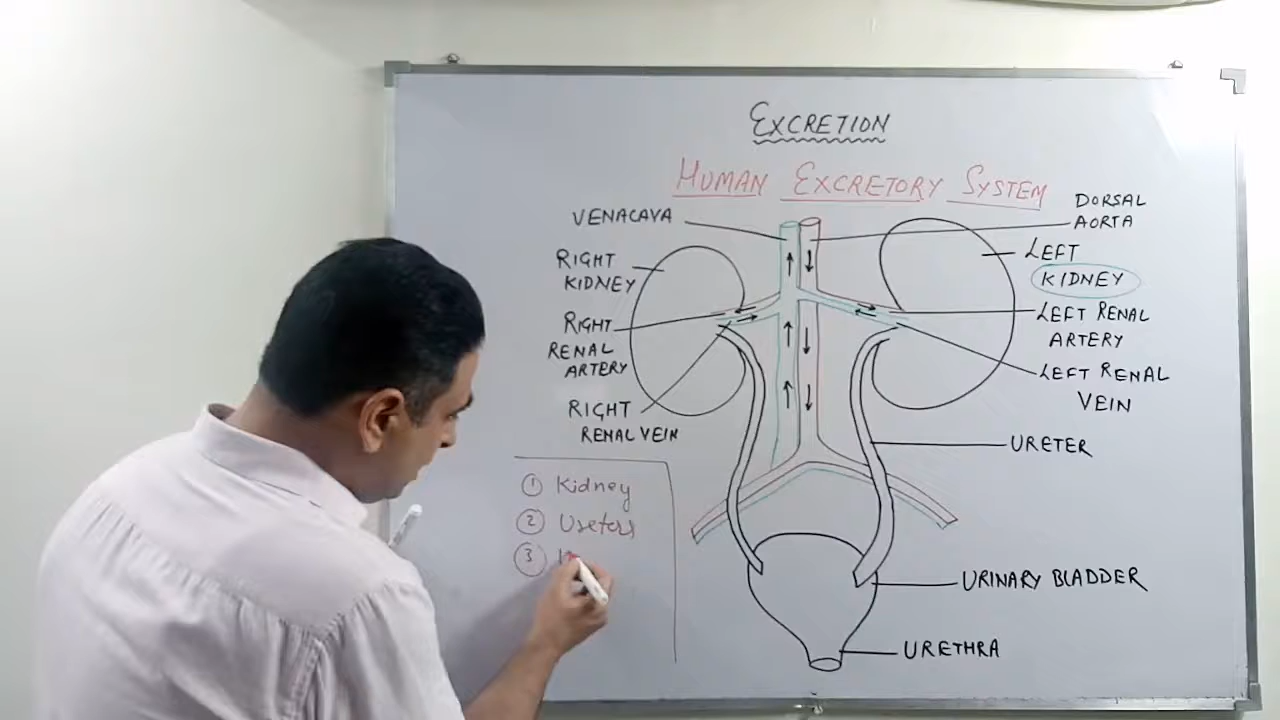 EXCRETION
HUMAN EXCRETORY SYSTEM
VENACAVA
DORSAL
AORTA
RIGHT
KIDNEY
LEFT
KIDNEY
RIGHT
RENAL
ARTERY
LEFT RENAL
ARTERY
LEFT RENAL
VEIN
RIGHT
RENAL VEIN
URETER
① Kidney
② Ureters
③
URINARY BLADDER
URETHRA